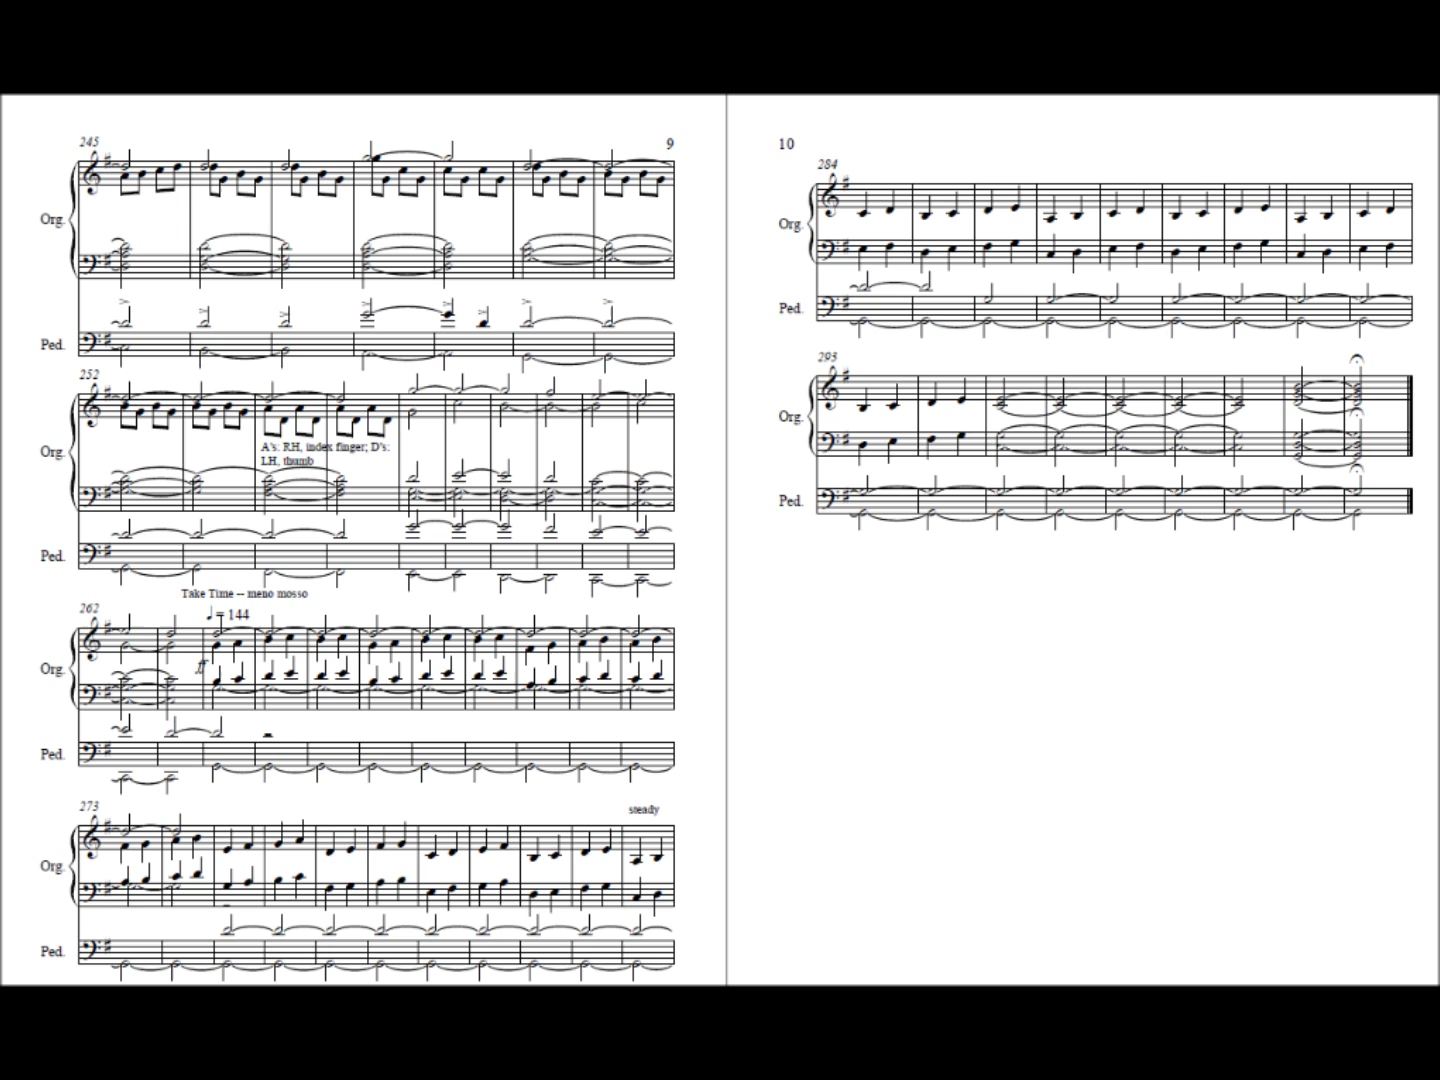 245
9
Org.
Ped.
252
Org.
A's: RH, index finger; D's:
LH, thumb
Ped.
Take Time -- meno mosso
262
♩ = 144
ff
Org.
Ped.
273
steady
Org.
Ped.
10
284
Org.
Ped.
293
Org.
Ped.